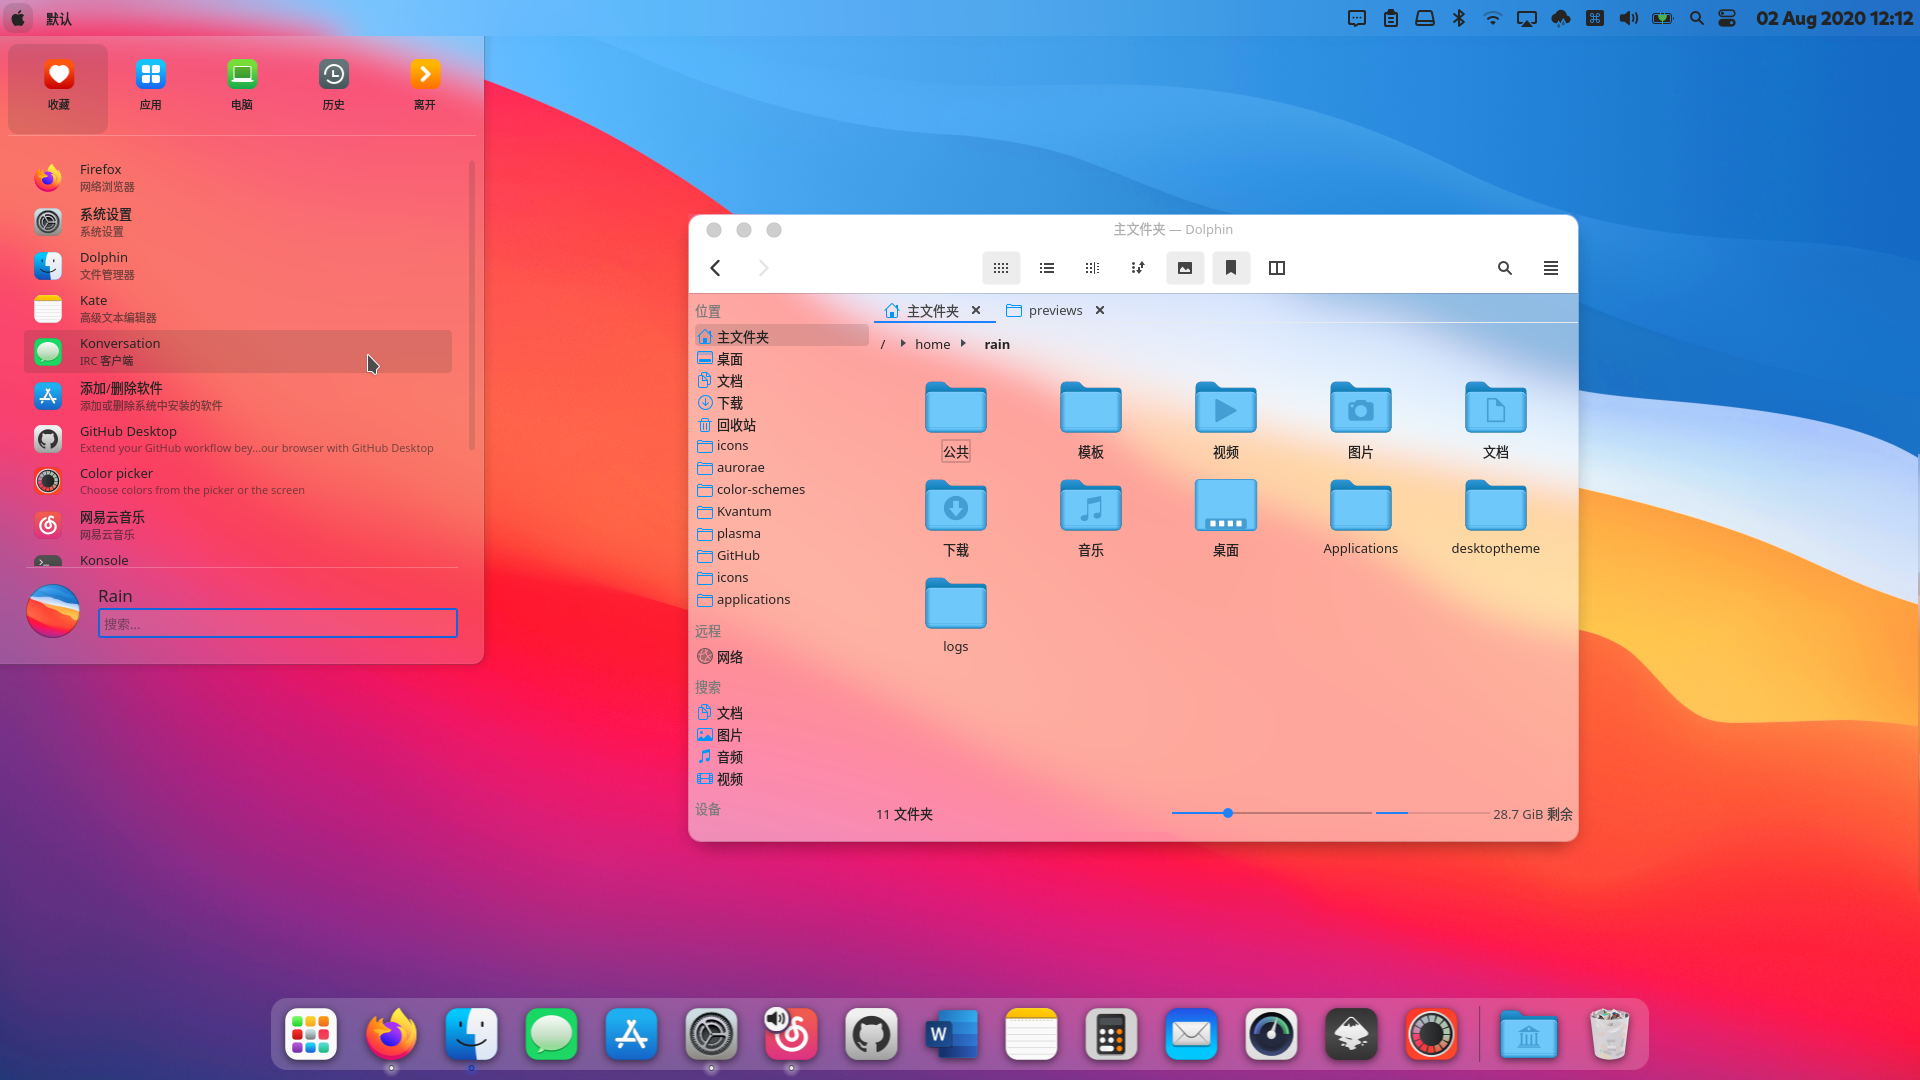 默认
02 Aug 2020 12:12
收藏
应用
电脑
历史
离开
Firefox
网络浏览器
系统设置
系统设置
Dolphin
文件管理器
Kate
高级文本编辑器
Konversation
IRC 客户端
添加/删除软件
添加或删除系统中安装的软件
GitHub Desktop
Extend your GitHub workflow bey...our browser with GitHub Desktop
Color picker
Choose colors from the picker or the screen
网易云音乐
网易云音乐
Konsole
Rain
搜索...
主文件夹 — Dolphin
位置
主文件夹
桌面
文档
下载
回收站
icons
aurorae
color-schemes
Kvantum
plasma
GitHub
icons
applications
远程
网络
搜索
文档
图片
音频
视频
设备
主文件夹
previews
/ home rain
公共
模板
视频
图片
文档
下载
音乐
桌面
Applications
desktoptheme
logs
11 文件夹
28.7 GiB 剩余
W